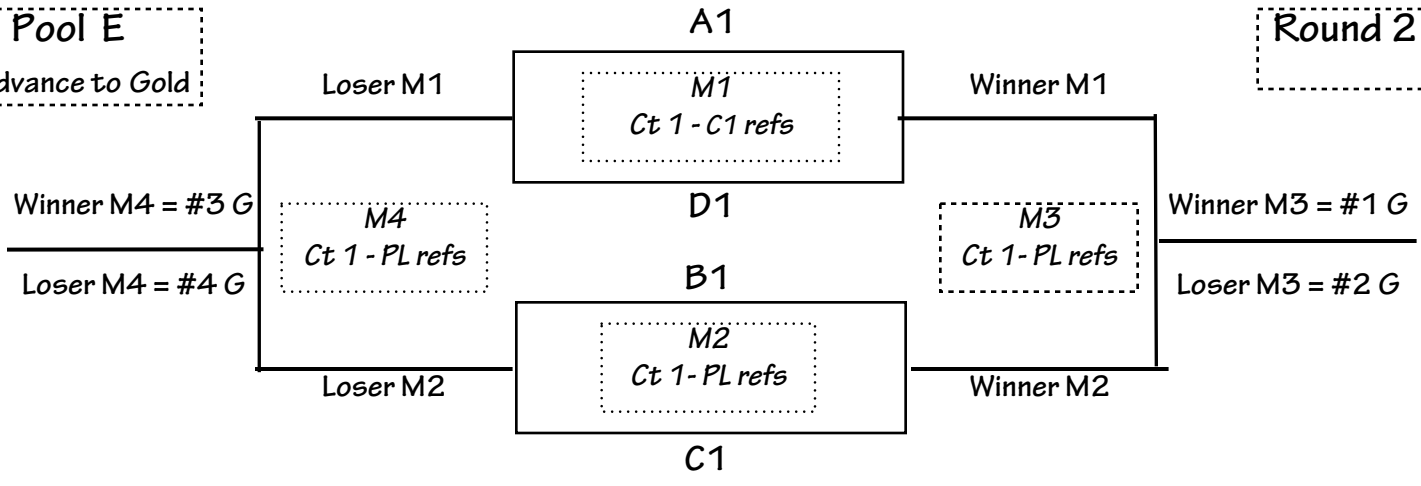 Pool E
dvance to Gold
A1
Round 2
Loser M1
M1
Ct 1 - C1 refs
Winner M1
D1
Winner M4 = #3 G
Loser M4 = #4 G
M4
Ct 1 - PL refs
M3
Ct 1- PL refs
Winner M3 = #1 G
Loser M3 = #2 G
B1
M2
Ct 1- PL refs
Loser M2
Winner M2
C1